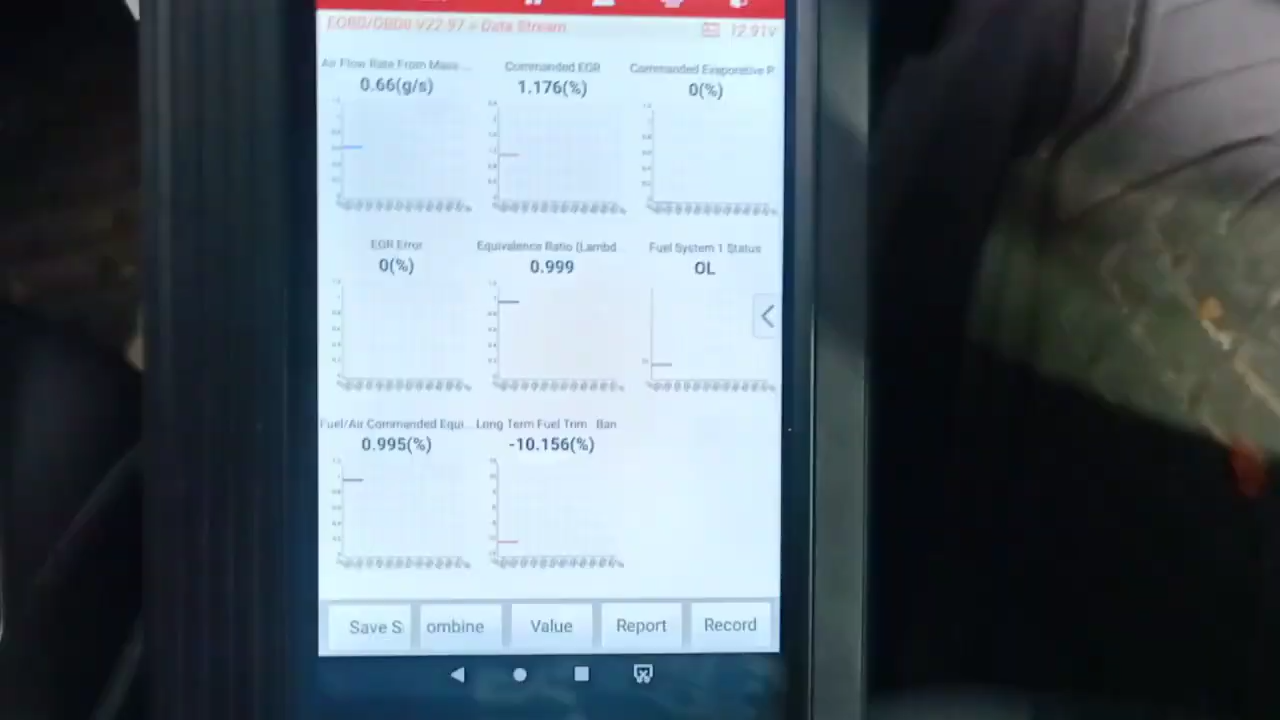 EOBD/OBDII V22.97 > Data Stream
12.91V
Air Flow Rate From Mass ...
Commanded EGR
Commanded Evaporative P
0.66(g/s)
1.176(%)
0(%)
EGR Error
Equivalence Ratio (Lambd...
Fuel System 1 Status
0(%)
0.999
OL
Fuel/Air Commanded Equi...
Long Term Fuel Trim Ban
0.995(%)
-10.156(%)
Save S
ombine
Value
Report
Record